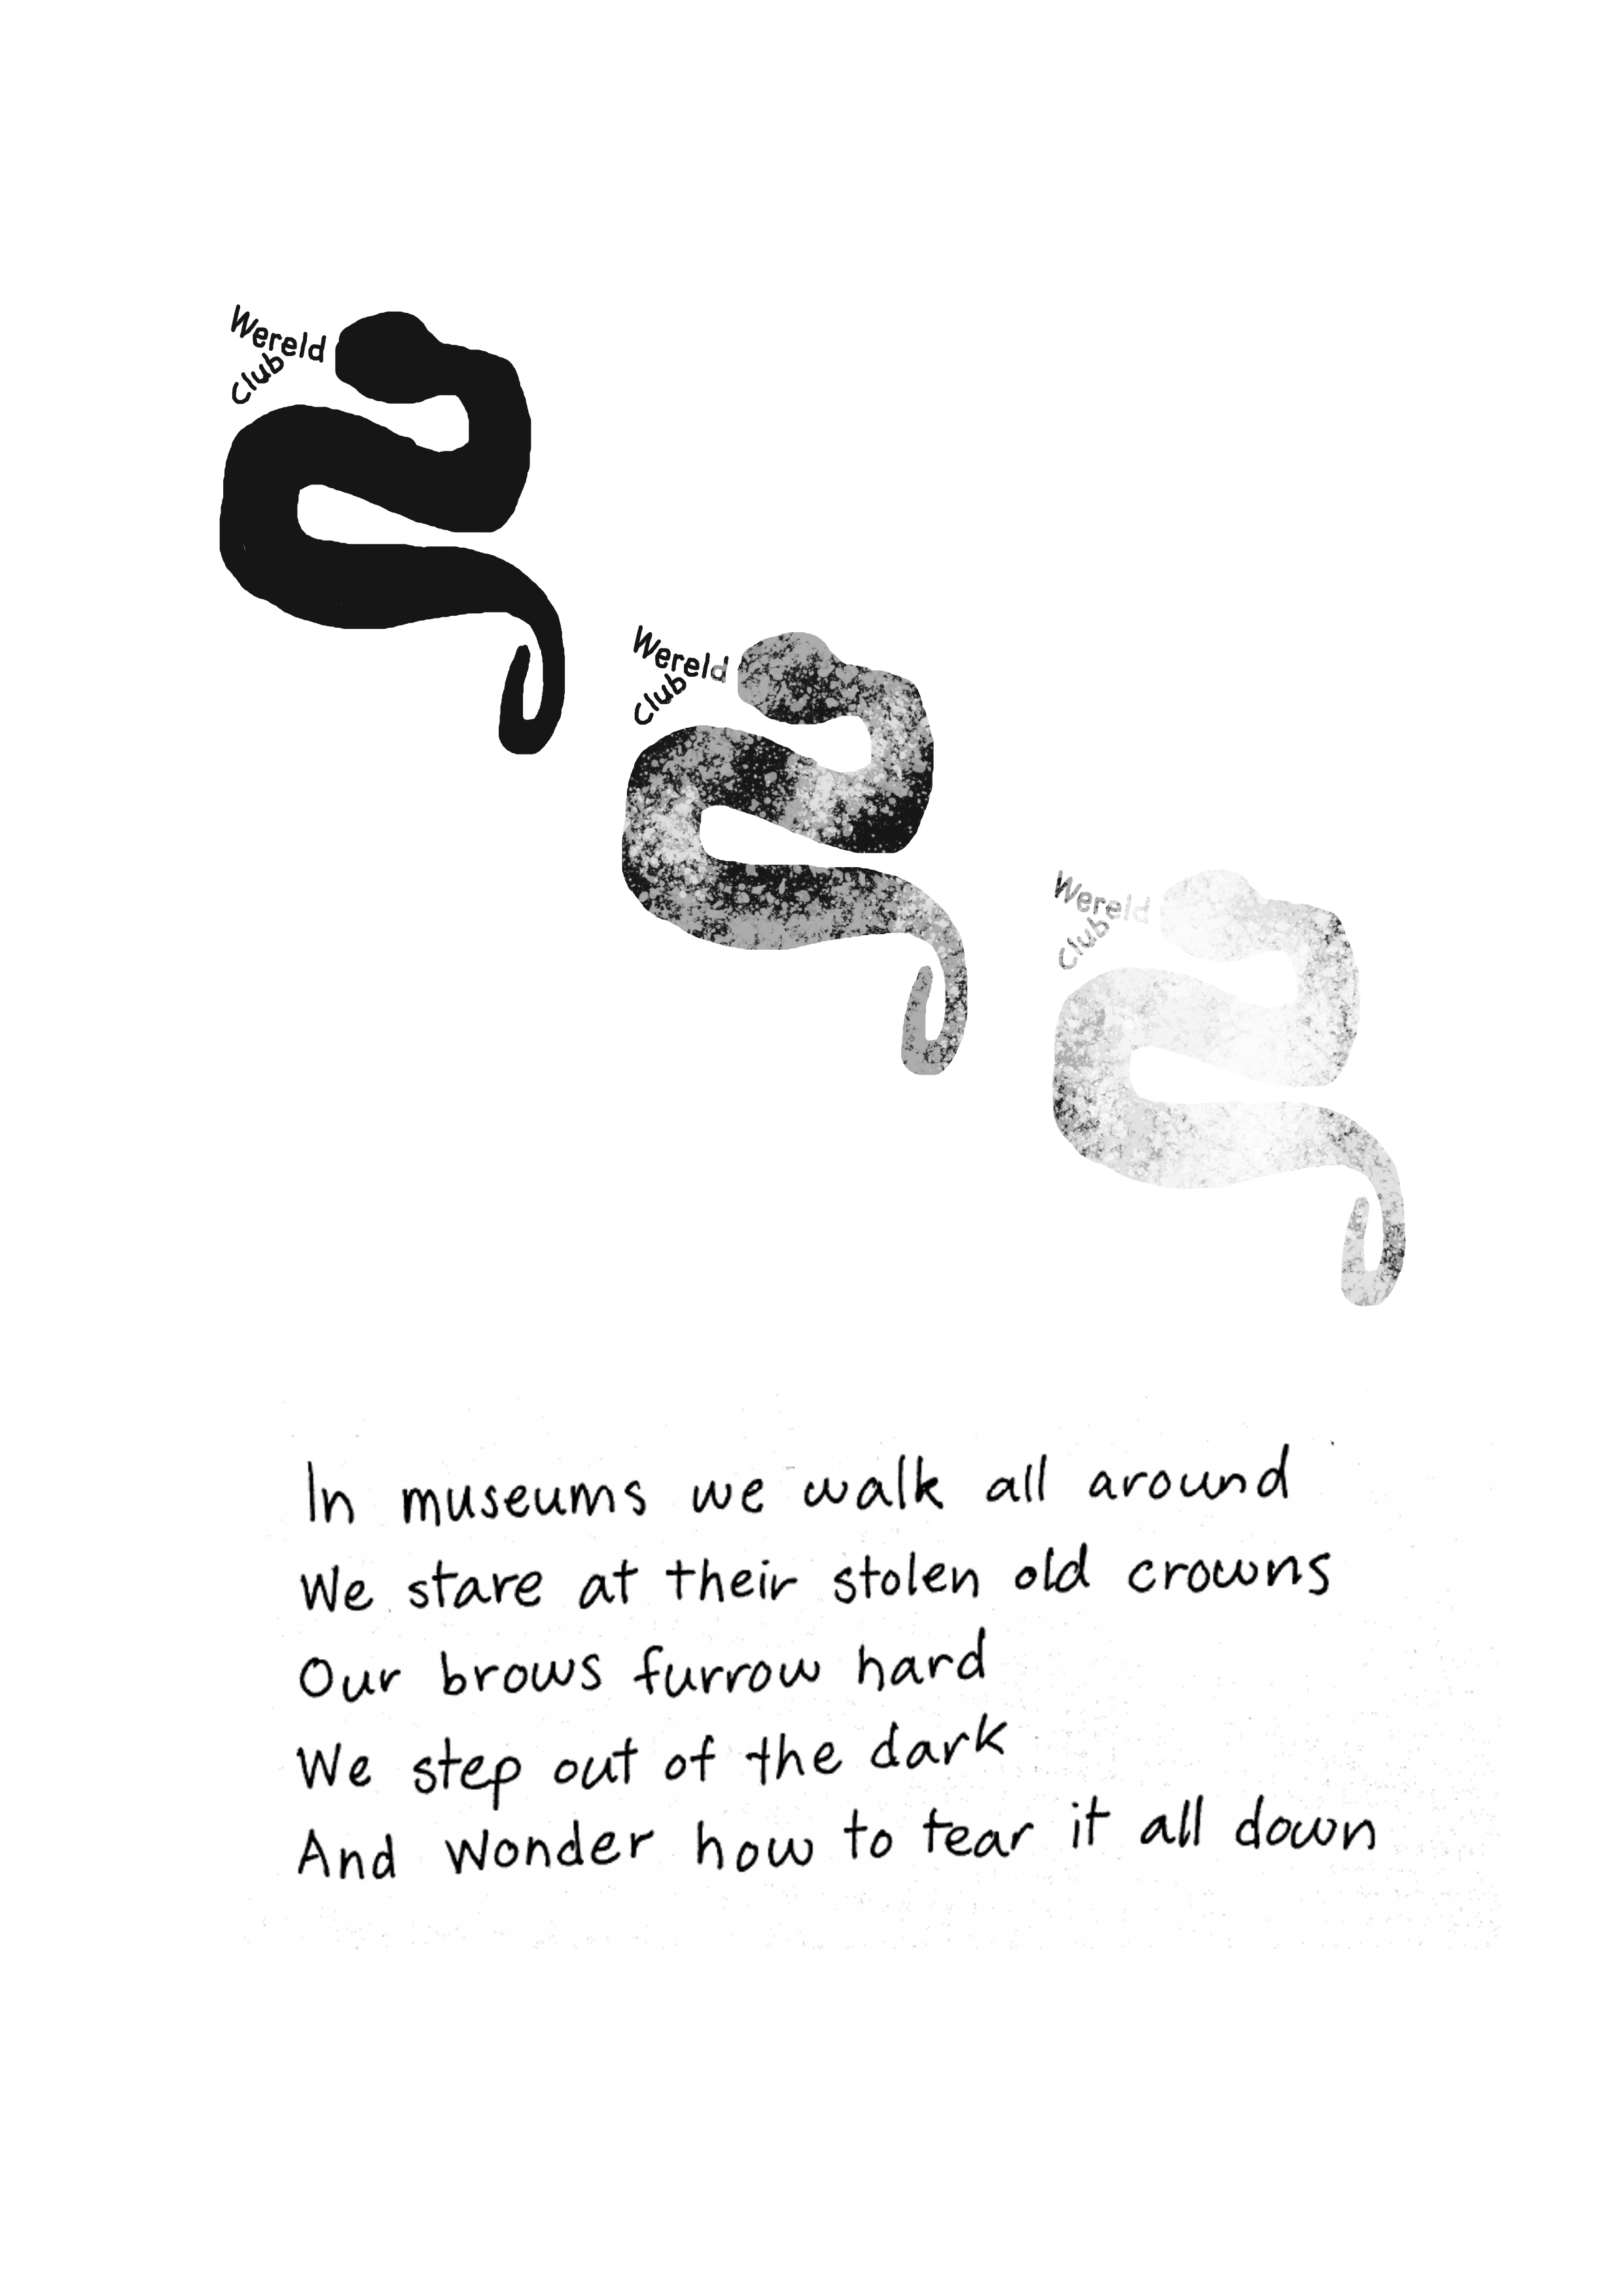 Wereld
Club
Wereld
Club
Wereld
Club
In museums we walk all around
We stare at their stolen old crowns
Our brows furrow hard
We step out of the dark
And wonder how to tear it all down